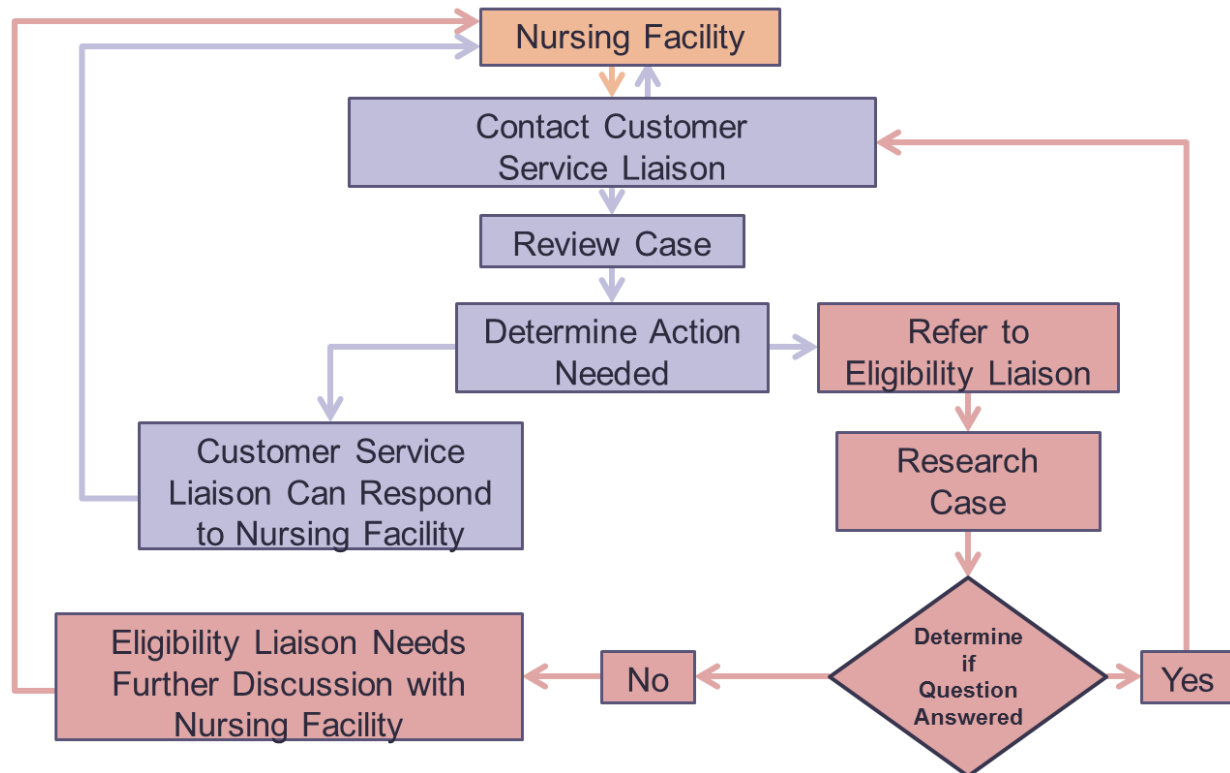 Nursing Facility
Contact Customer
Service Liaison
Review Case
Determine Action
Needed
Refer to
Eligibility Liaison
Customer Service
Liaison Can Respond
to Nursing Facility
Research
Case
Determine
if
Question
Answered
Yes
No
Eligibility Liaison Needs
Further Discussion with
Nursing Facility